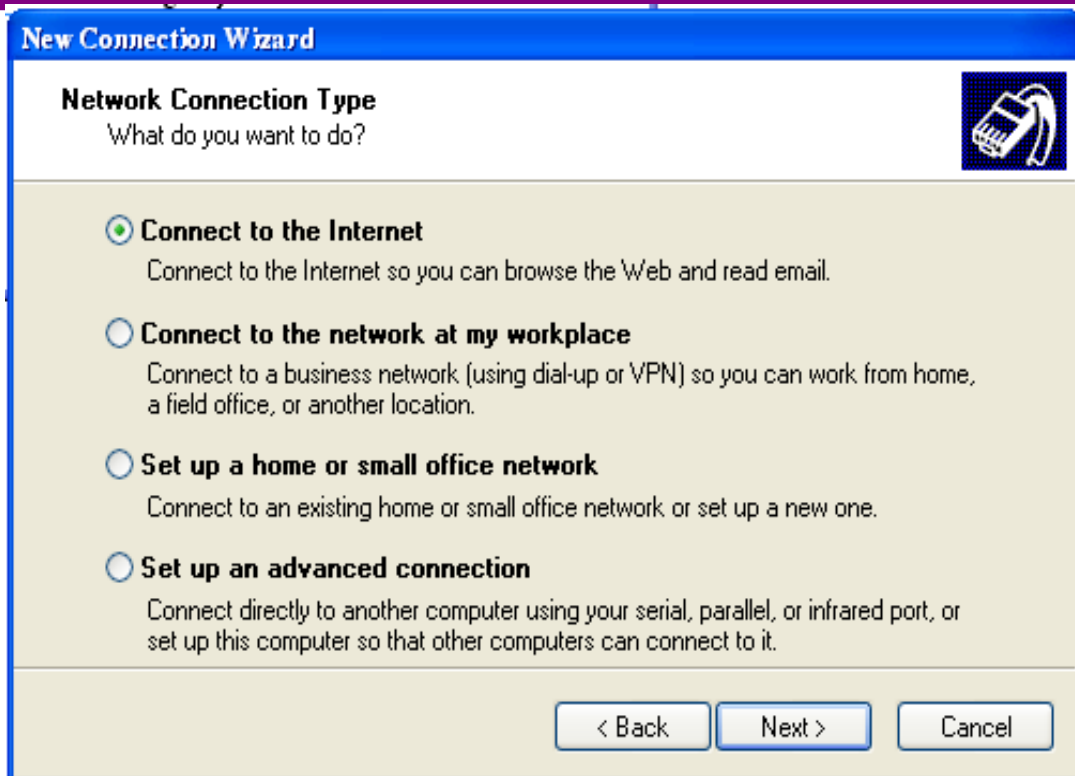 New Connection Wizard
Network Connection Type
What do you want to do?
Connect to the Internet
Connect to the Internet so you can browse the Web and read email.
Connect to the network at my workplace
Connect to a business network (using dial-up or VPN) so you can work from home,
a field office, or another location.
Set up a home or small office network
Connect to an existing home or small office network or set up a new one.
Set up an advanced connection
Connect directly to another computer using your serial, parallel, or infrared port, or
set up this computer so that other computers can connect to it.
< Back
Next >
Cancel